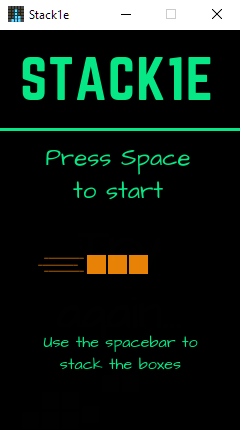 Stack1e
STACK1E
Press Space
to start
Use the spacebar to
stack the boxes